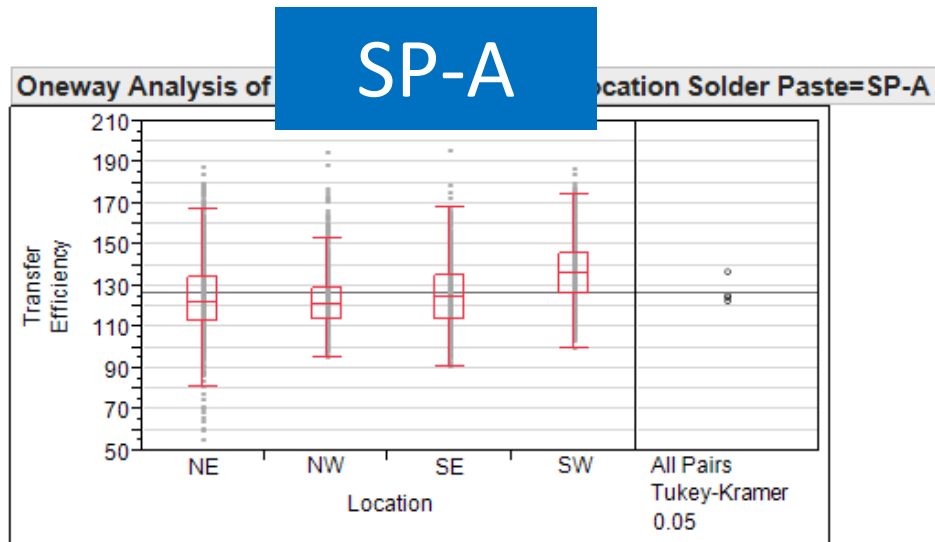 SP-A
Oneway Analysis of ocation Solder Paste=SP-A
210
190
170
150
130
110
90
70
50
Transfer
Efficiency
NE NW SE SW All Pairs
Tukey-Kramer
0.05
Location